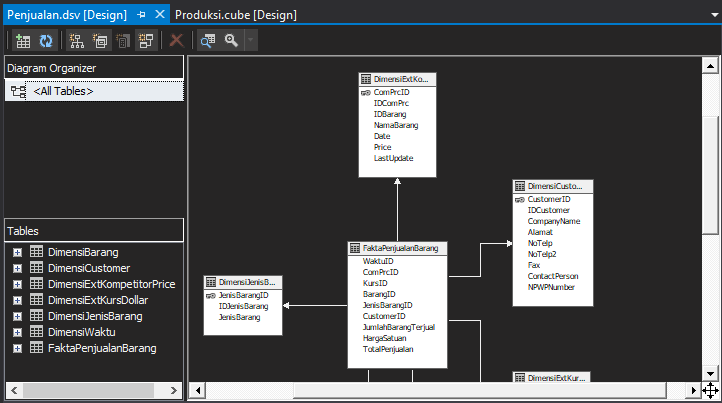 Penjualan.dsv [Design]
Produksi.cube [Design]
Diagram Organizer
<All Tables>
Tables
DimensiBarang
DimensiCustomer
DimensiExtKompetitorPrice
DimensiExtKursDollar
DimensiJenisBarang
DimensiWaktu
FaktaPenjualanBarang
DimensiExtKo...
ComPrcID
IDComPrc
IDBarang
NamaBarang
Date
Price
LastUpdate
DimensiCusto...
CustomerID
IDCustomer
CompanyName
Alamat
NoTelp
NoTelp2
Fax
ContactPerson
NPWPNumber
FaktaPenjualanBarang
WaktuID
ComPrcID
KursID
BarangID
JenisBarangID
CustomerID
JumlahBarangTerjual
HargaSatuan
TotalPenjualan
DimensiJenisB...
JenisBarangID
IDJenisBarang
JenisBarang
DimensiExtKur...